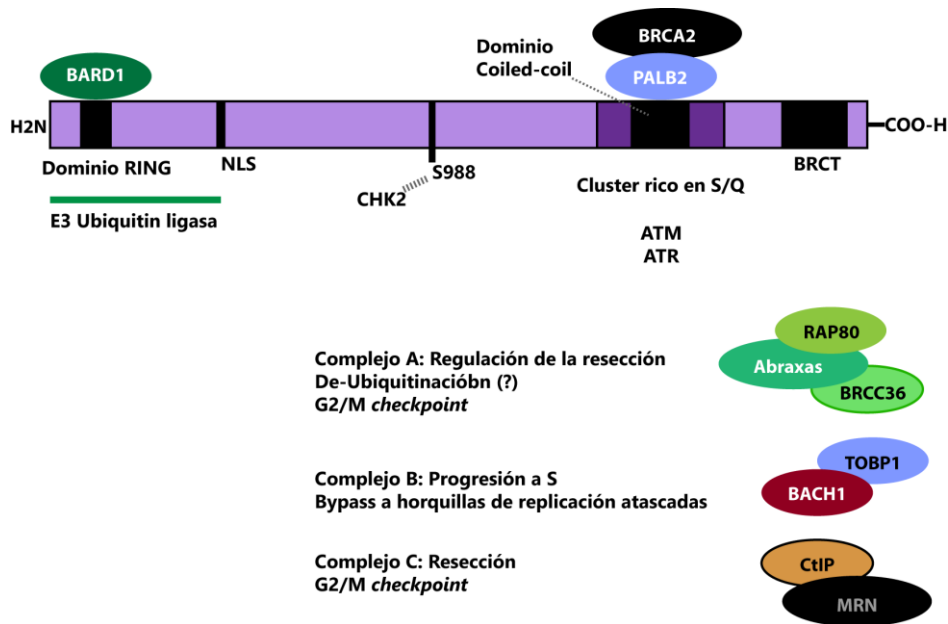 BRCA2
Dominio
Coiled-coil
BARD1
PALB2
H2N
COO-H
Dominio RING
NLS
S988
BRCT
CHK2
Cluster rico en S/Q
E3 Ubiquitin ligasa
ATM
ATR
RAP80
Complejo A: Regulación de la resección
Abraxas
De-Ubiquitinacióbn (?)
BRCC36
G2/M checkpoint
TOBP1
Complejo B: Progresión a S
BACH1
Bypass a horquillas de replicación atascadas
Complejo C: Resección
CtIP
G2/M checkpoint
MRN